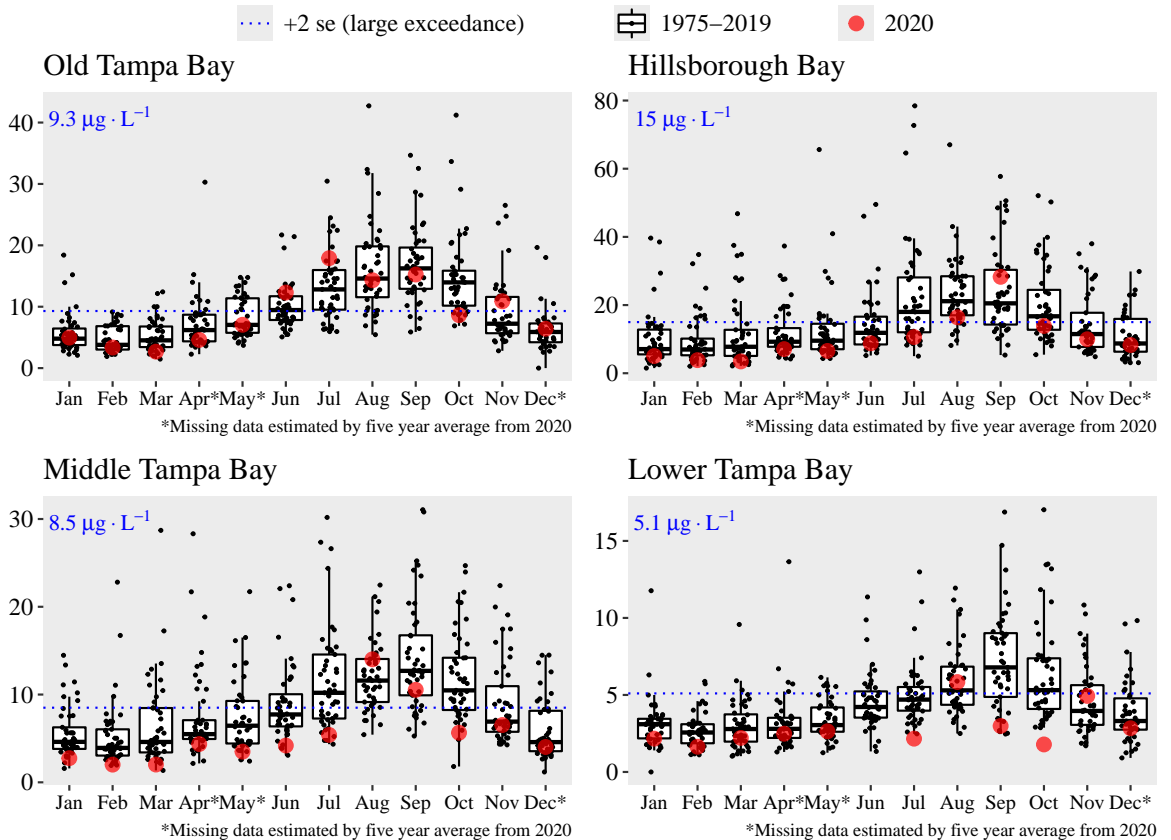 +2 se (large exceedance) 1975–2019 2020
Old Tampa Bay
9.3 μg · L⁻¹
40
30
20
10
0
Jan Feb Mar Apr* May* Jun Jul Aug Sep Oct Nov Dec*
*Missing data estimated by five year average from 2020
Hillsborough Bay
15 μg · L⁻¹
80
60
40
20
0
Jan Feb Mar Apr* May* Jun Jul Aug Sep Oct Nov Dec*
*Missing data estimated by five year average from 2020
Middle Tampa Bay
8.5 μg · L⁻¹
30
20
10
0
Jan Feb Mar Apr* May* Jun Jul Aug Sep Oct Nov Dec*
*Missing data estimated by five year average from 2020
Lower Tampa Bay
5.1 μg · L⁻¹
15
10
5
0
Jan Feb Mar Apr* May* Jun Jul Aug Sep Oct Nov Dec*
*Missing data estimated by five year average from 2020